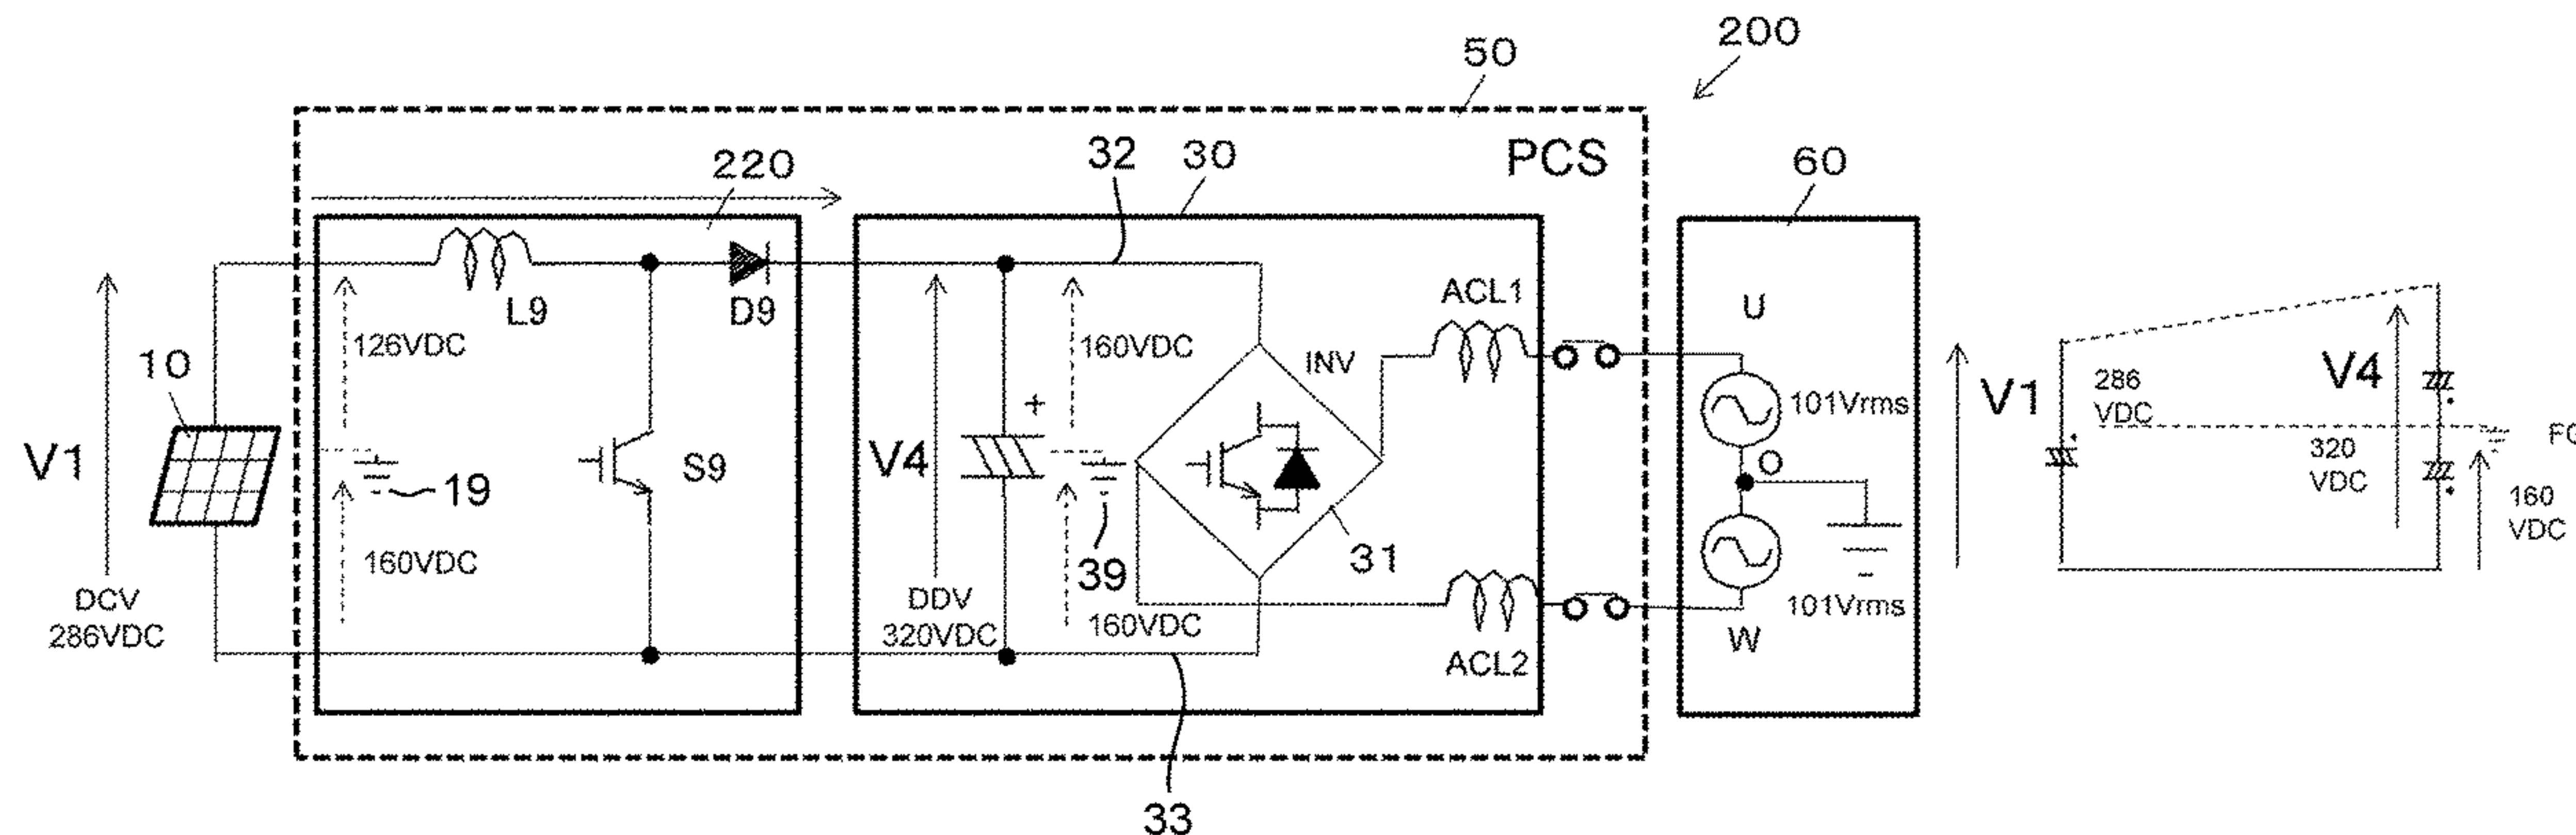 200
50
PCS
220
32
30
60
L9
D9
126VDC
10
V1
S9
19
160VDC
DCV
286VDC
V4
160VDC
+
39
DDV
320VDC
160VDC
INV
31
ACL1
ACL2
33
U
101Vrms
O
101Vrms
W
V1
286
VDC
V4
320
VDC
160
VDC